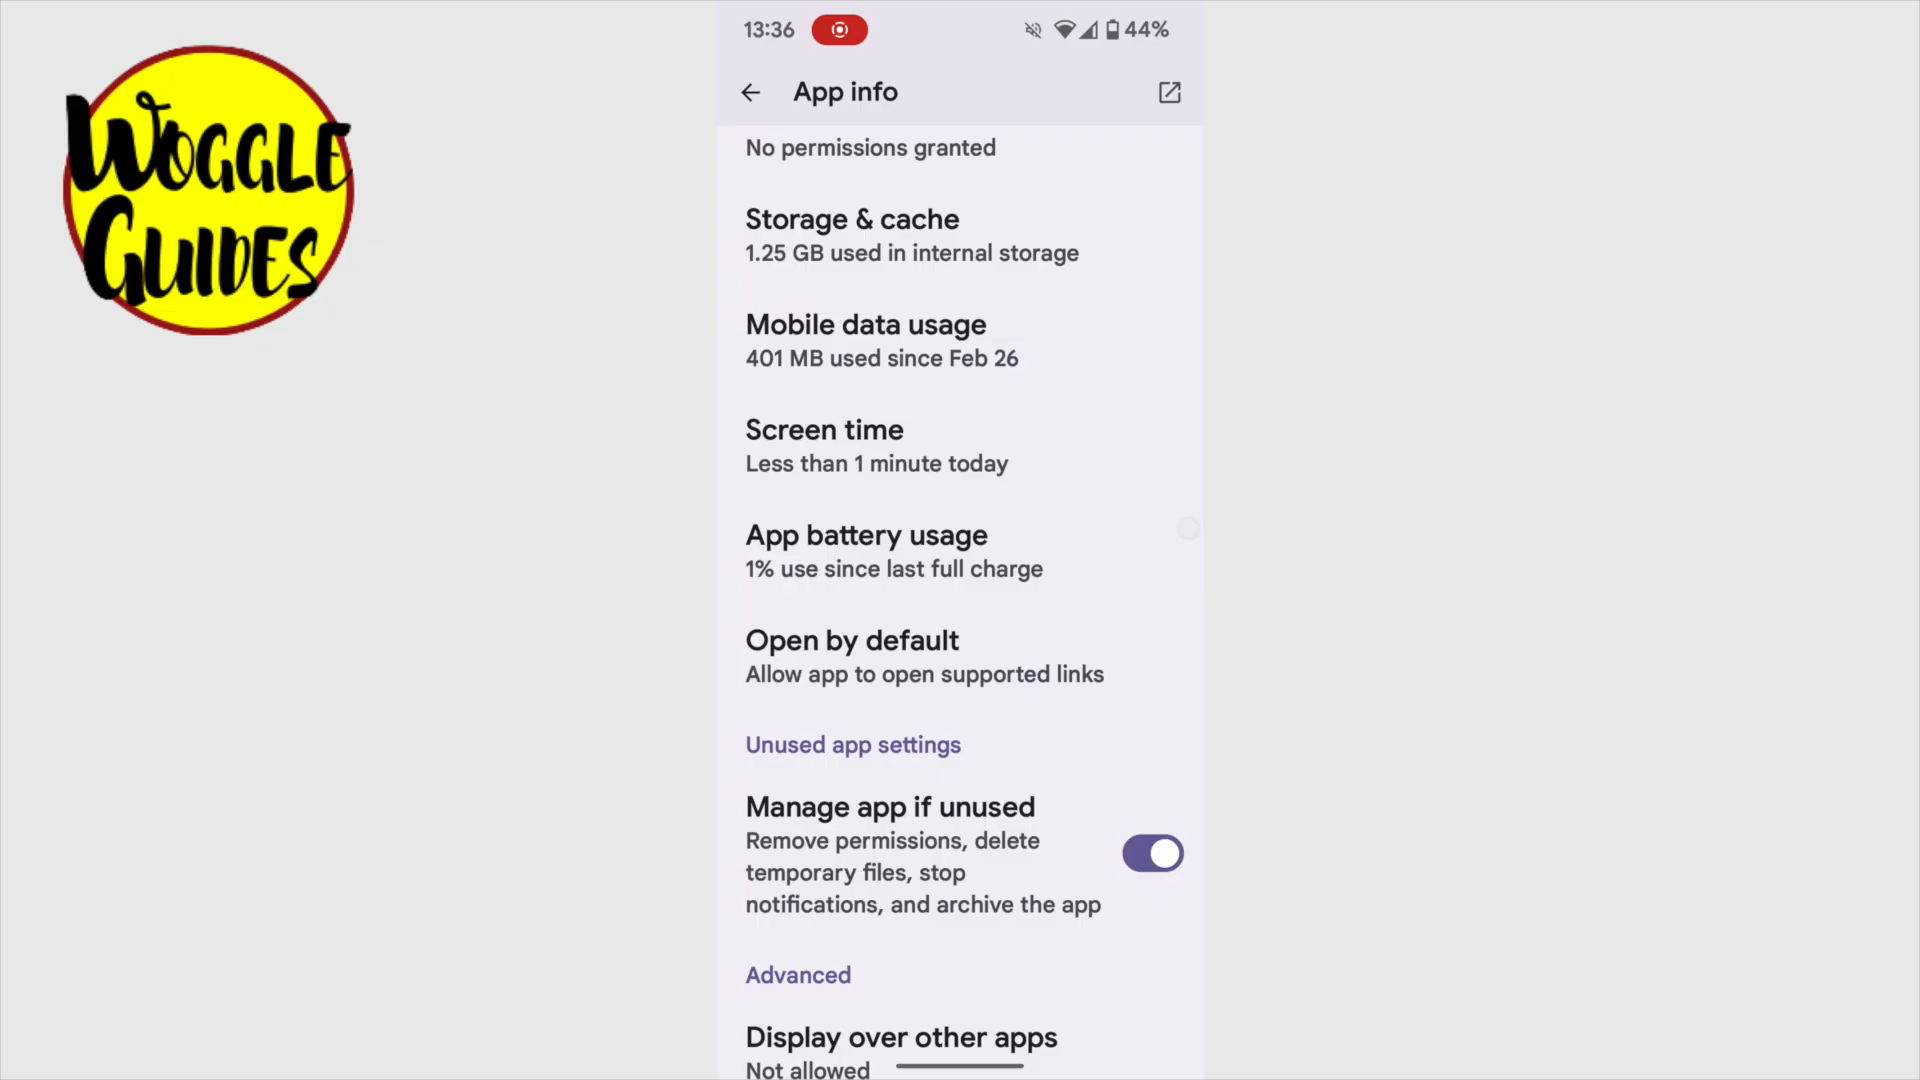 WOGGLE
GUIDES
13:36
44%
App info
No permissions granted
Storage & cache
1.25 GB used in internal storage
Mobile data usage
401 MB used since Feb 26
Screen time
Less than 1 minute today
App battery usage
1% use since last full charge
Open by default
Allow app to open supported links
Unused app settings
Manage app if unused
Remove permissions, delete
temporary files, stop
notifications, and archive the app
Advanced
Display over other apps
Not allowed